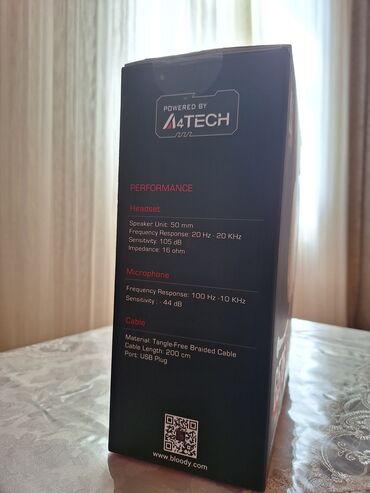 POWERED BY
A4TECH
PERFORMANCE
Headset
Speaker Unit: 50 mm
Frequency Response: 20 Hz - 20 KHz
Sensitivity: 105 dB
Impedance: 16 ohm
Microphone
Frequency Response: 100 Hz -10 KHz
Sensitivity : - 44 dB
Cable
Material: Tangle-Free Braided Cable
Cable Length: 200 cm
Port: USB Plug
www.bloody.com